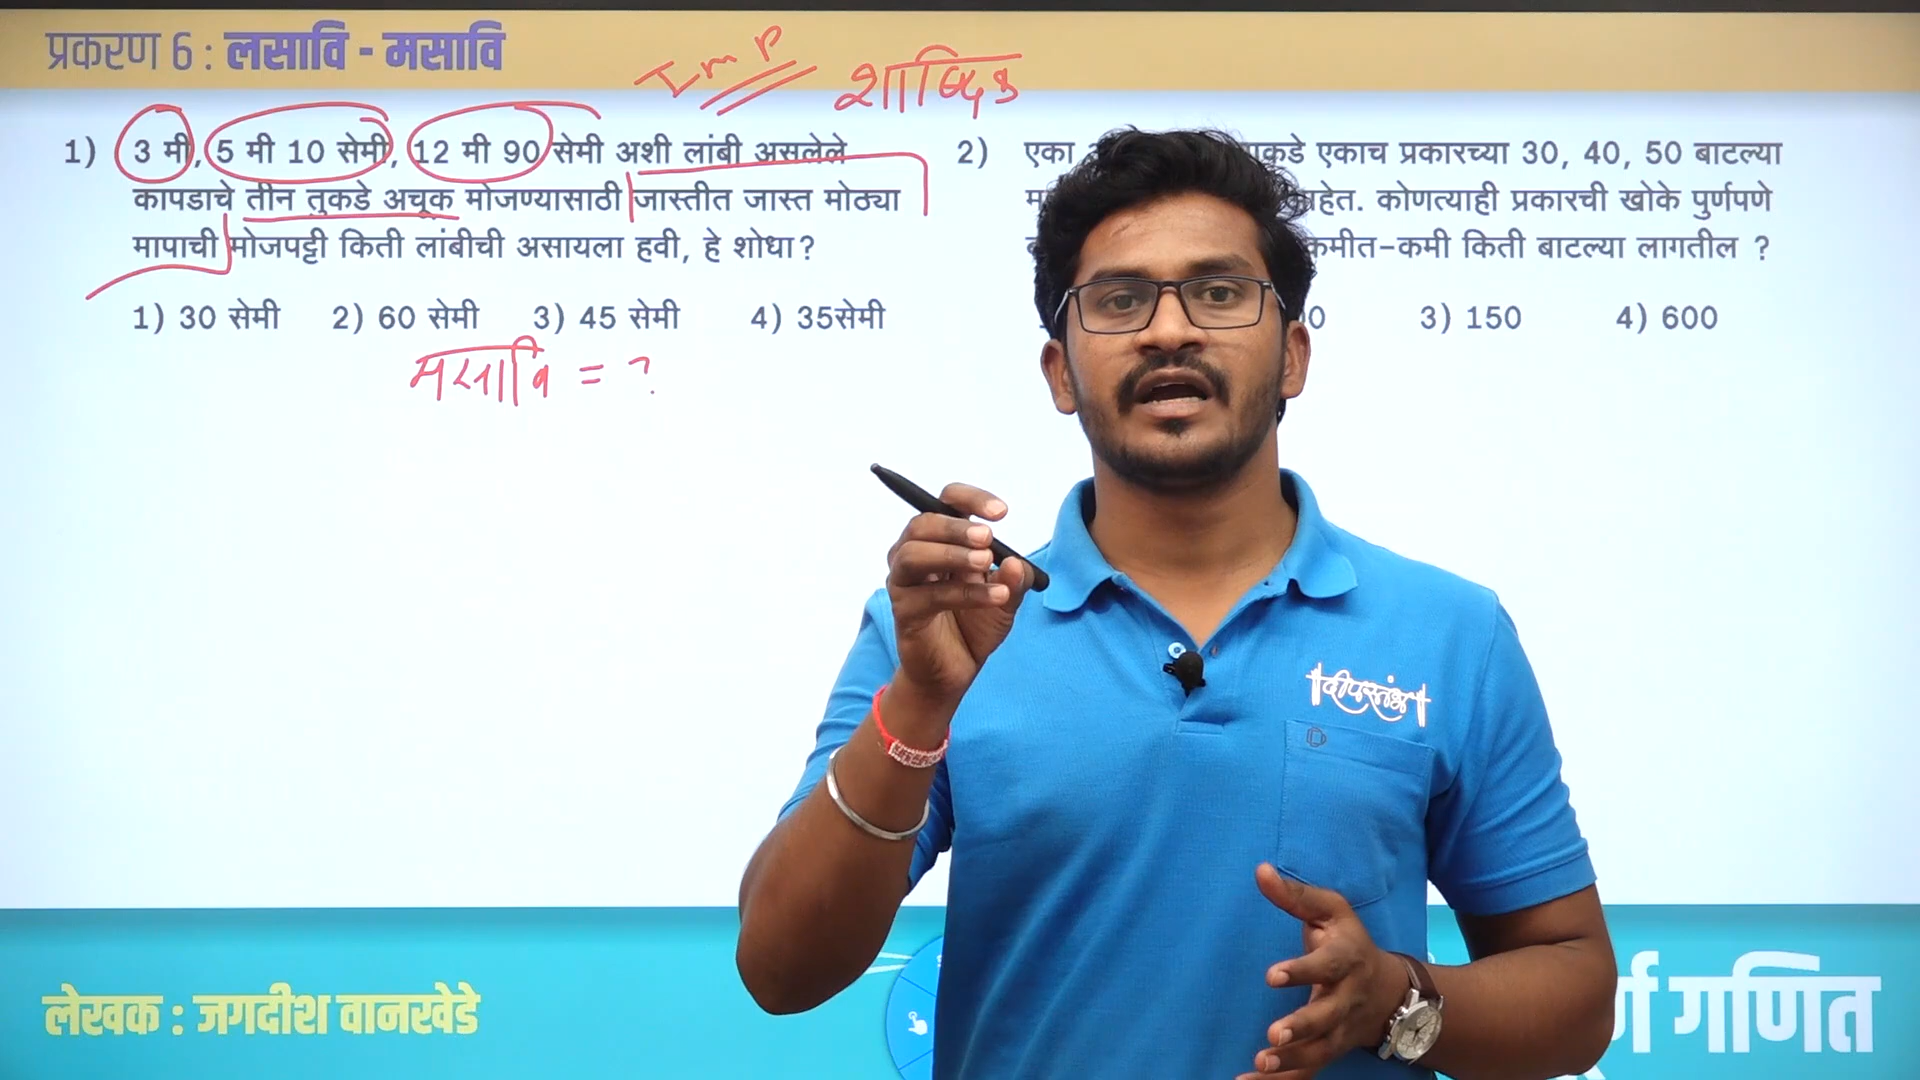 प्रकरण 6 : लसावि - मसावि
Imp शाब्दिक
1) 3 मी, 5 मी 10 सेमी, 12 मी 90 सेमी अशी लांबी असलेले
कापडाचे तीन तुकडे अचूक मोजण्यासाठी जास्तीत जास्त मोठ्या
मापाची मोजपट्टी किती लांबीची असायला हवी, हे शोधा?
1) 30 सेमी 2) 60 सेमी 3) 45 सेमी 4) 35सेमी
मसावि = ?
2) एका कडे एकाच प्रकारच्या 30, 40, 50 बाटल्या
हेत. कोणत्याही प्रकारची खोके पुर्णपणे
कमीत-कमी किती बाटल्या लागतील ?
3) 150 4) 600
दीपस्तंभ
लेखक : जगदीश वानखेडे
गणित